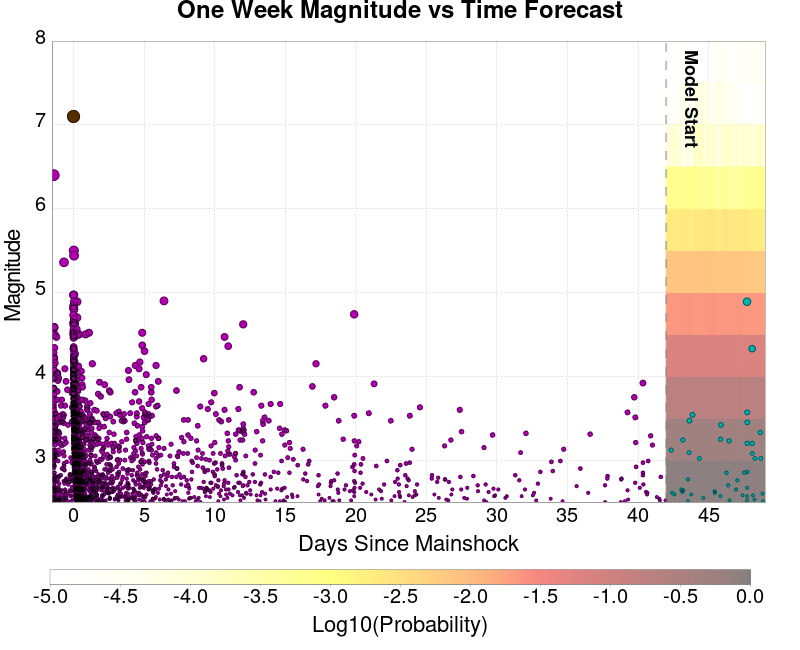 One Week Magnitude vs Time Forecast
8
7
6
5
4
3
Magnitude
Model Start
0 5 10 15 20 25 30 35 40 45
Days Since Mainshock
-5.0 -4.5 -4.0 -3.5 -3.0 -2.5 -2.0 -1.5 -1.0 -0.5 0.0
Log10(Probability)